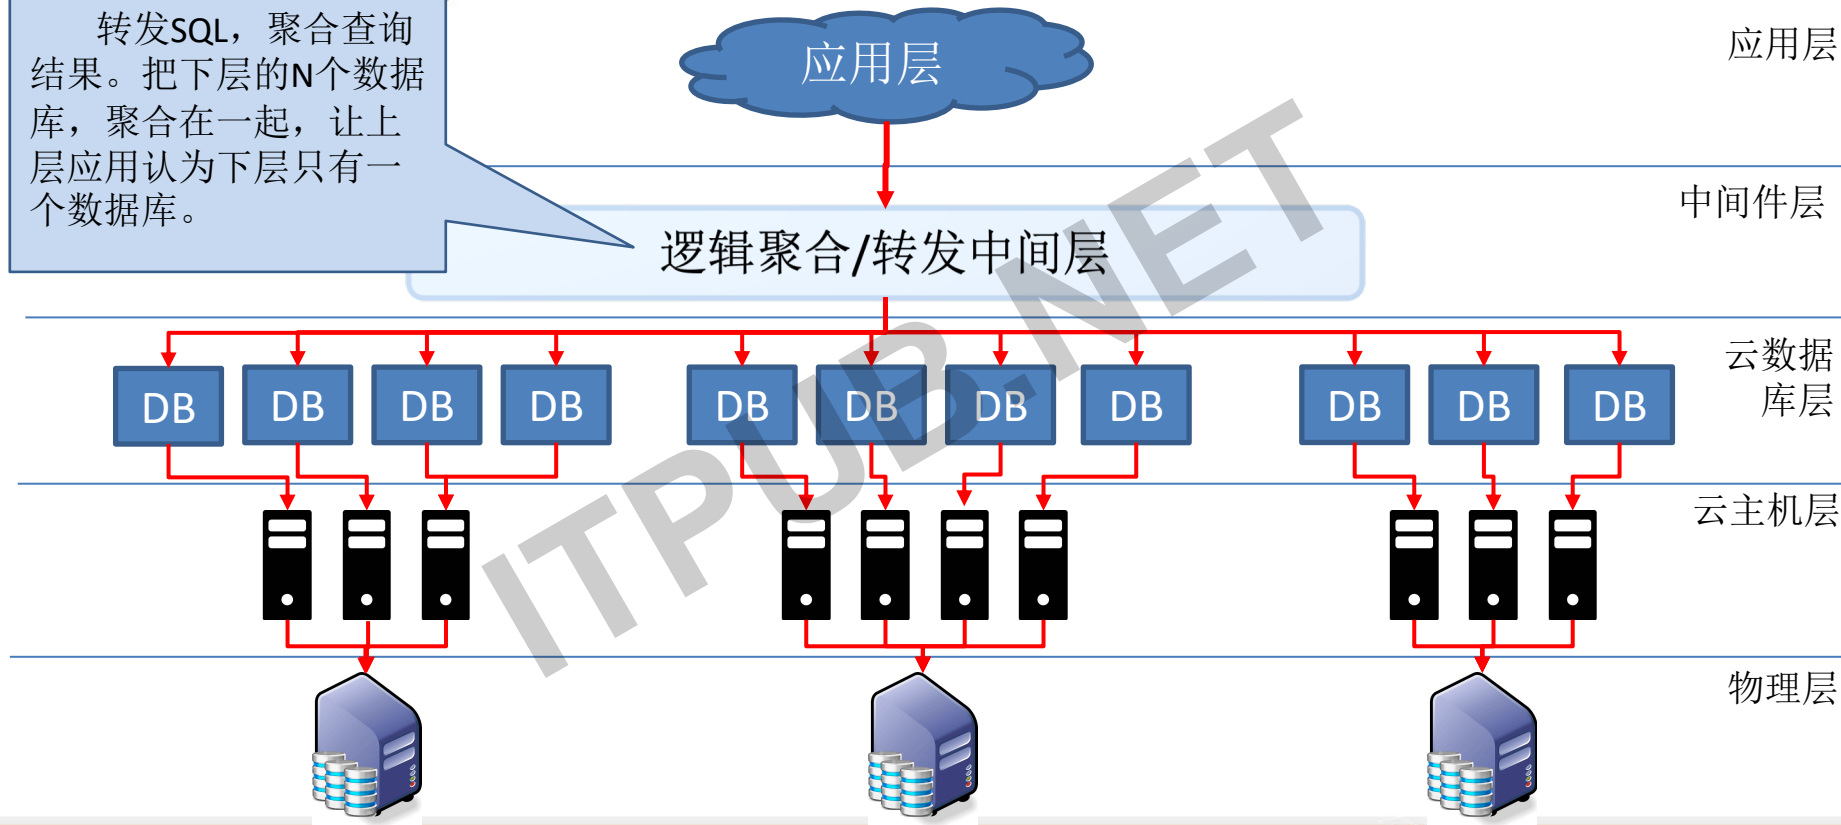 转发SQL，聚合查询
结果。把下层的N个数据
库，聚合在一起，让上
层应用认为下层只有一
个数据库。
应用层
应用层
中间件层
逻辑聚合/转发中间层
云数据
库层
DB DB DB DB DB DB DB DB DB DB DB
云主机层
物理层
ITPUB.NET